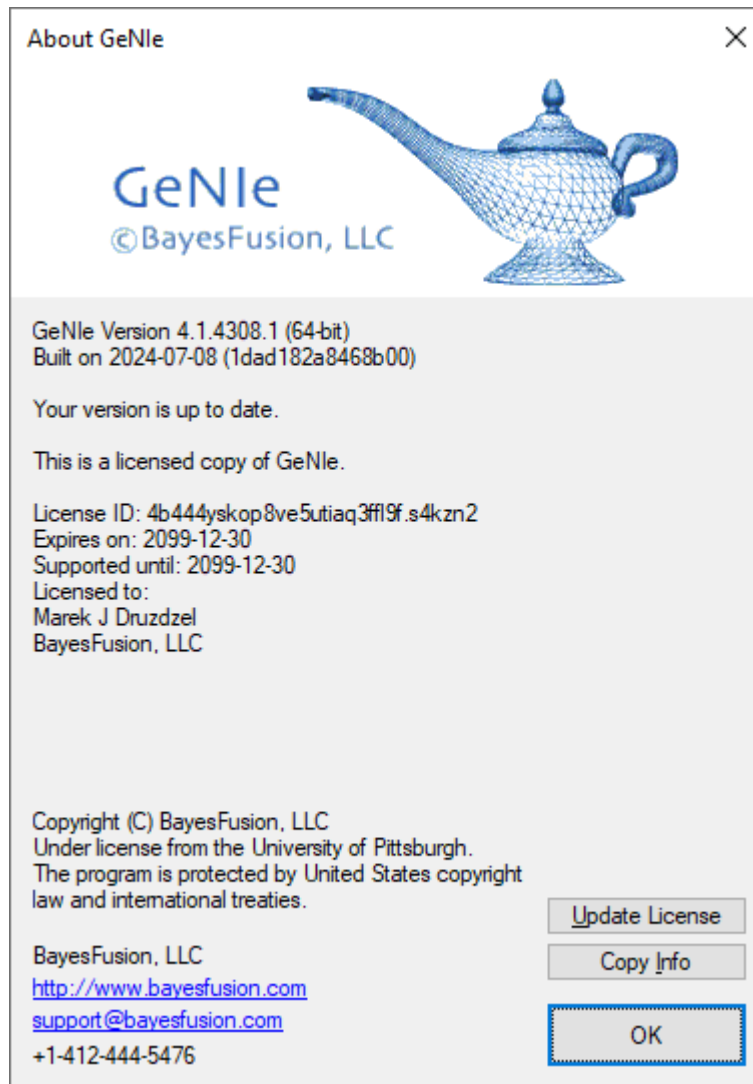 About GeNIe
GeNIe
©BayesFusion, LLC
GeNIe Version 4.1.4308.1 (64-bit)
Built on 2024-07-08 (1dad182a8468b00)
Your version is up to date.
This is a licensed copy of GeNIe.
License ID: 4b444yskop8ve5utiaq3ffl9f.s4kzn2
Expires on: 2099-12-30
Supported until: 2099-12-30
Licensed to:
Marek J Druzdzel
BayesFusion, LLC
Copyright (C) BayesFusion, LLC
Under license from the University of Pittsburgh.
The program is protected by United States copyright
law and international treaties.
Update License
BayesFusion, LLC
Copy Info
http://www.bayesfusion.com
support@bayesfusion.com
OK
+1-412-444-5476